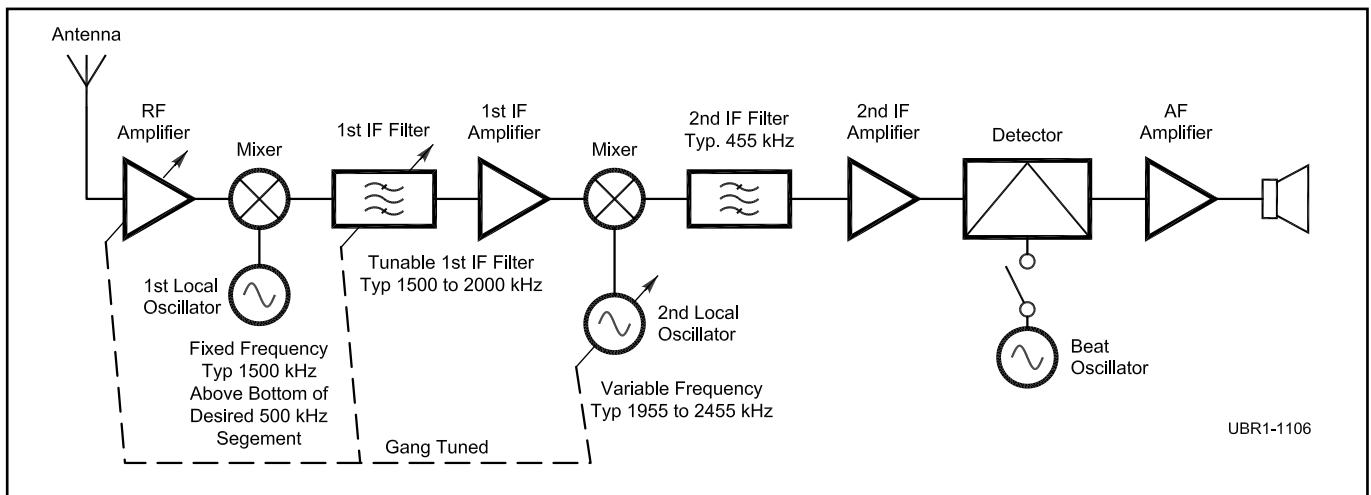 Antenna
RF
Amplifier
Mixer
1st Local
Oscillator
Fixed Frequency
Typ 1500 kHz
Above Bottom of
Desired 500 kHz
Segement
1st IF Filter
Tunable 1st IF Filter
Typ 1500 to 2000 kHz
1st IF
Amplifier
Mixer
2nd Local
Oscillator
Variable Frequency
Typ 1955 to 2455 kHz
Gang Tuned
2nd IF Filter
Typ. 455 kHz
2nd IF
Amplifier
Detector
Beat
Oscillator
AF
Amplifier
UBR1-1106